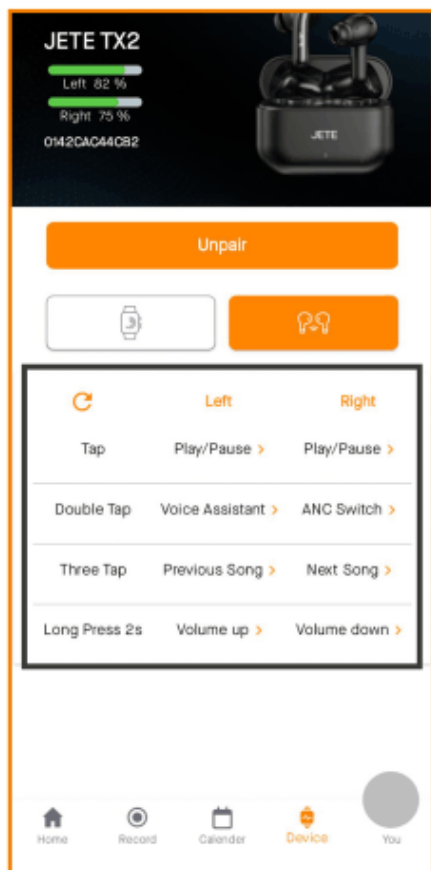 JETE TX2
Left 82 %
Right 75 %
0142CAC44CB2
JETE
Unpair
Left Right
Tap Play/Pause > Play/Pause >
Double Tap Voice Assistant > ANC Switch >
Three Tap Previous Song > Next Song >
Long Press 2s Volume up > Volume down >
Home Record Calender Device You